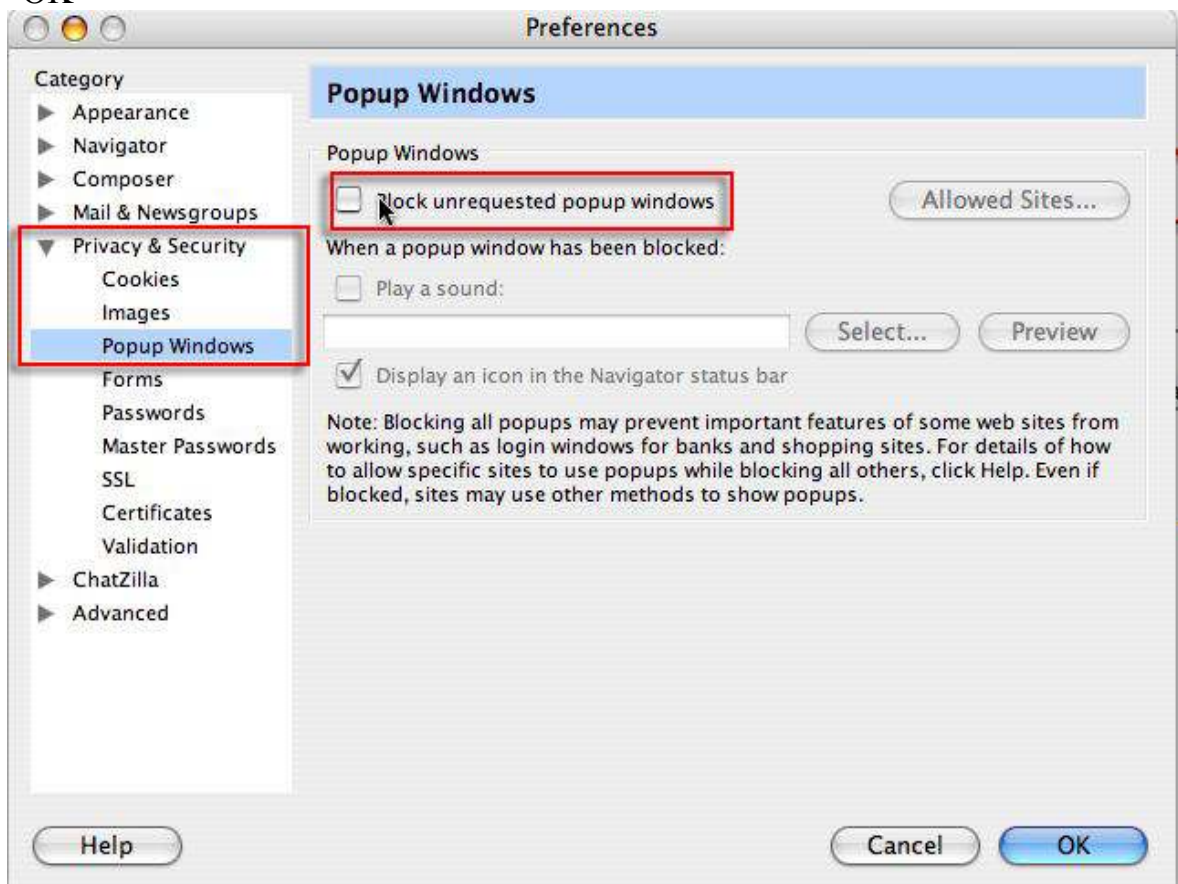 OK
Preferences
Category
Appearance
Navigator
Composer
Mail & Newsgroups
Privacy & Security
Cookies
Images
Popup Windows
Forms
Passwords
Master Passwords
SSL
Certificates
Validation
ChatZilla
Advanced
Popup Windows
Popup Windows
Block unrequested popup windows
Allowed Sites...
When a popup window has been blocked:
Play a sound:
Select...
Preview
Display an icon in the Navigator status bar
Note: Blocking all popups may prevent important features of some web sites from
working, such as login windows for banks and shopping sites. For details of how
to allow specific sites to use popups while blocking all others, click Help. Even if
blocked, sites may use other methods to show popups.
Help
Cancel
OK